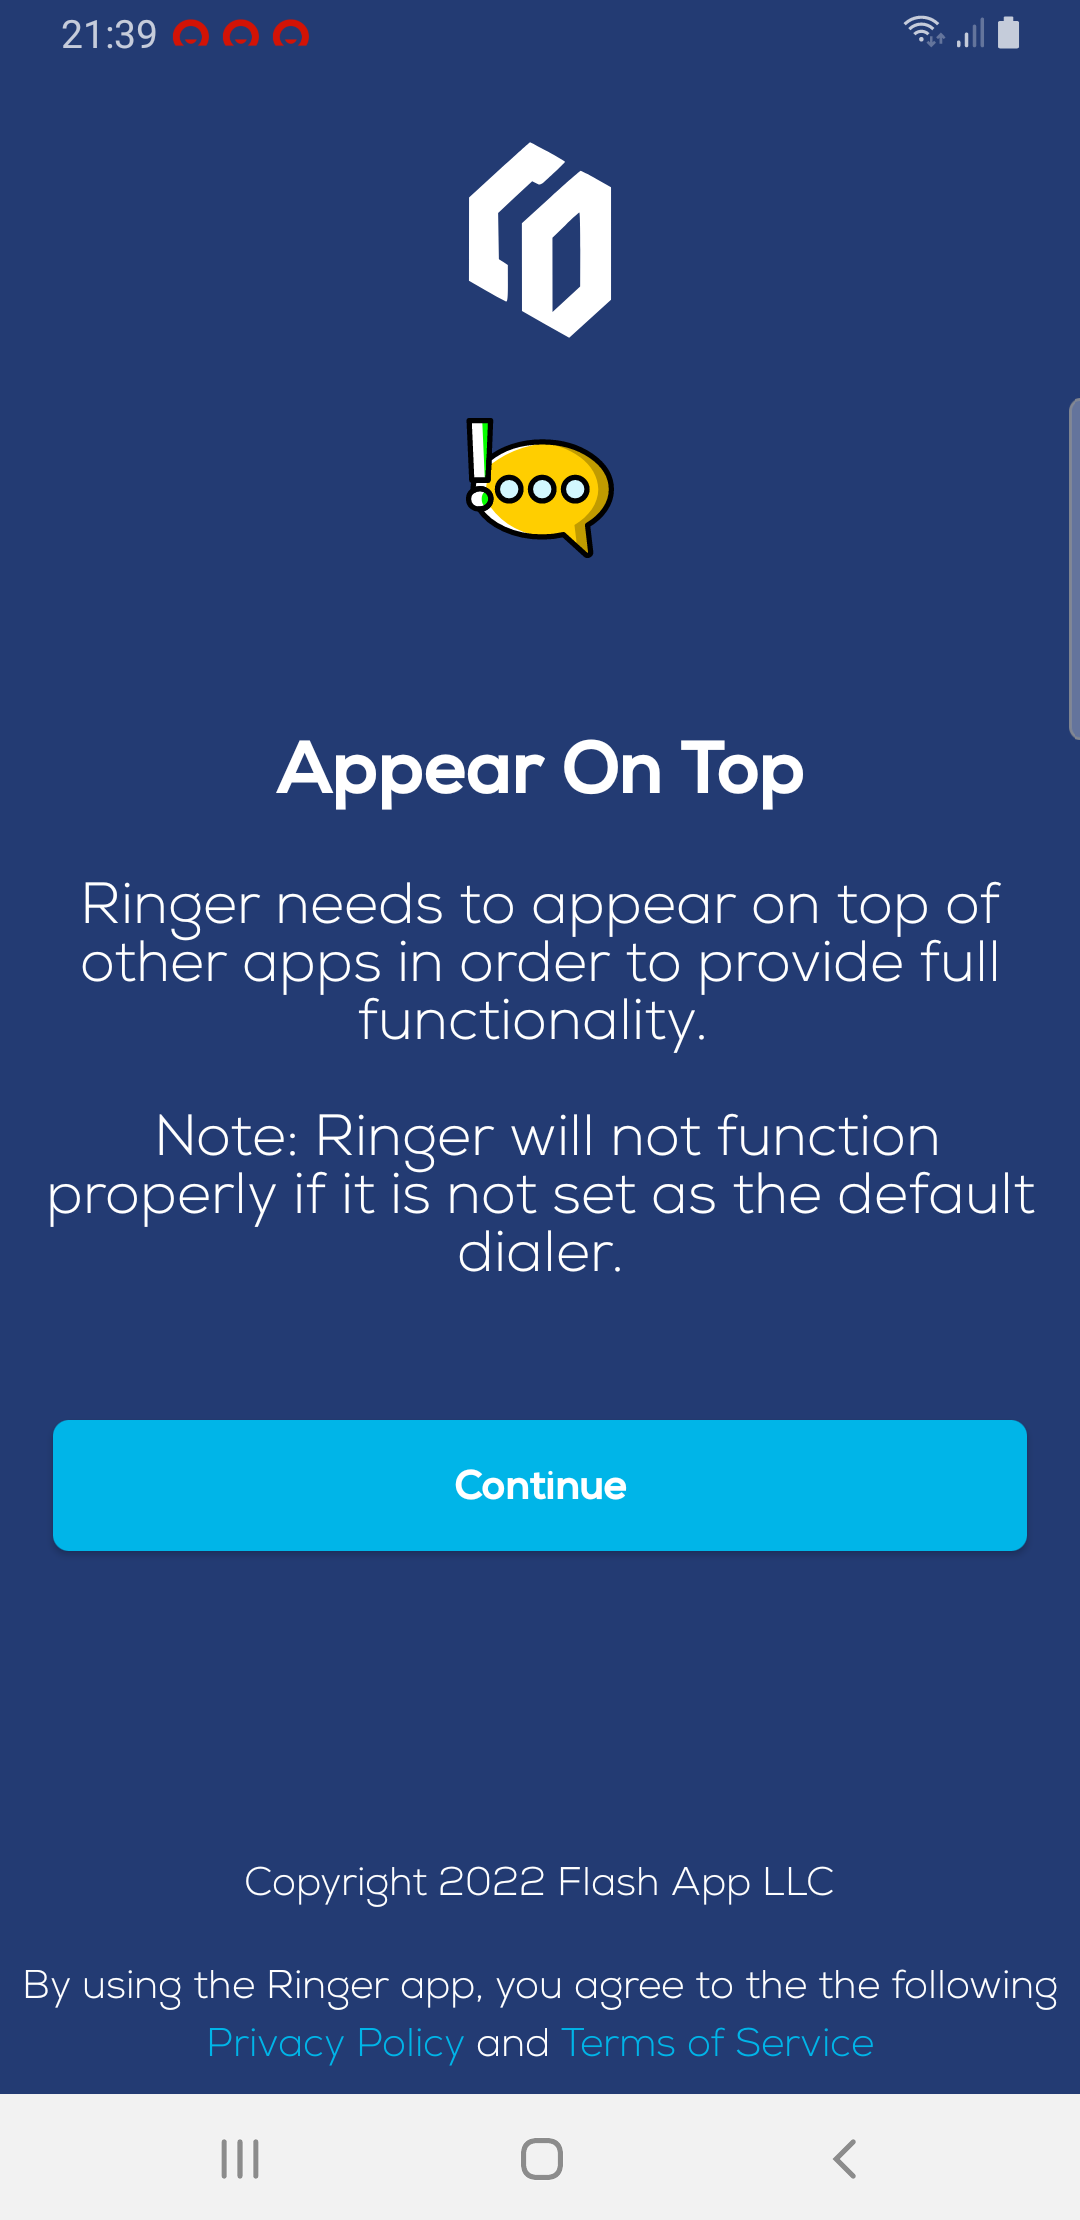 21:39
Appear On Top
Ringer needs to appear on top of
other apps in order to provide full
functionality.
Note: Ringer will not function
properly if it is not set as the default
dialer.
Continue
Copyright 2022 Flash App LLC
By using the Ringer app, you agree to the the following
Privacy Policy and Terms of Service